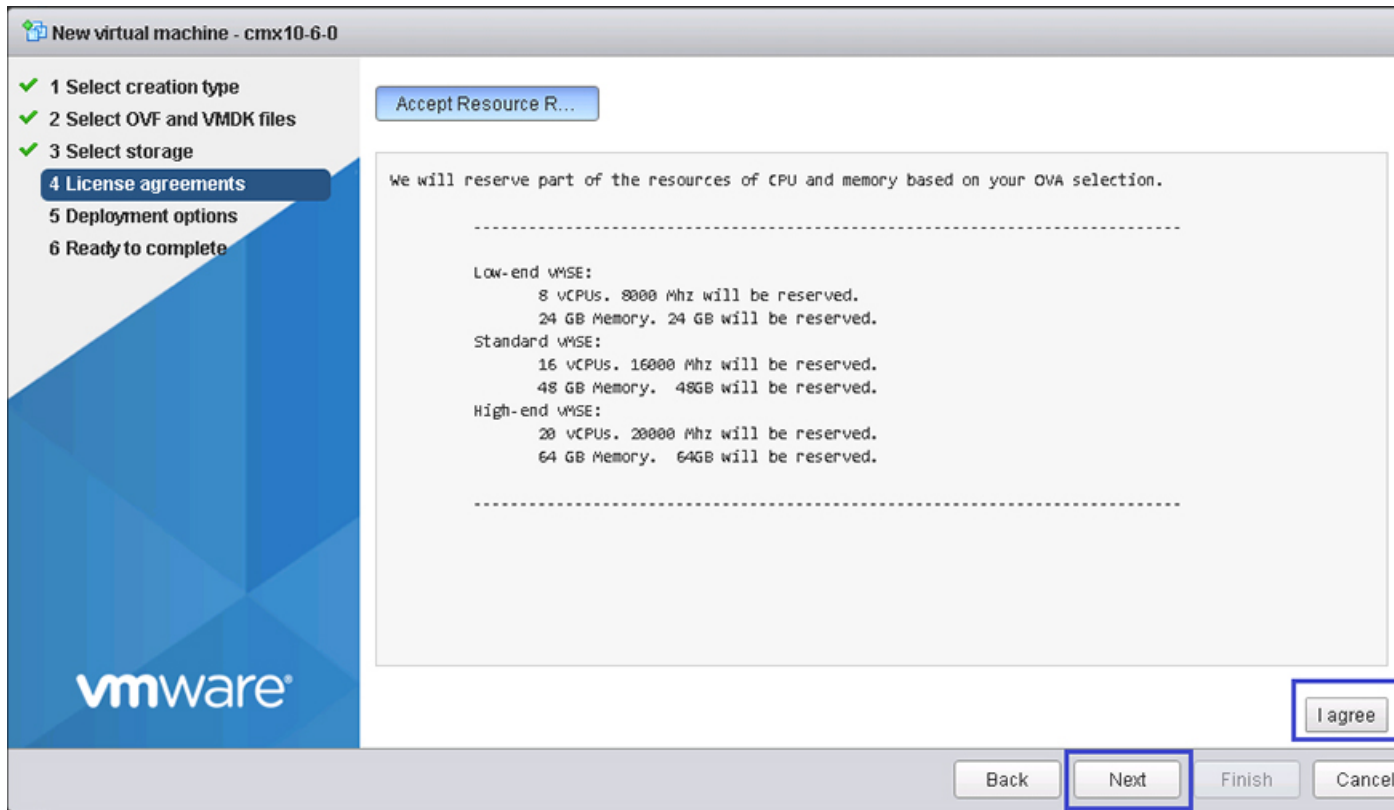 New virtual machine - cmx10-6-0
1 Select creation type
2 Select OVF and VMDK files
3 Select storage
4 License agreements
5 Deployment options
6 Ready to complete
vmware®
Accept Resource R...
We will reserve part of the resources of CPU and memory based on your OVA selection.
--------------------------------------------------------------------------------
Low-end vMSE:
8 vCPUs. 8000 Mhz will be reserved.
24 GB Memory. 24 GB will be reserved.
Standard vMSE:
16 vCPUs. 16000 Mhz will be reserved.
48 GB Memory.  48GB will be reserved.
High-end vMSE:
20 vCPUs. 20000 Mhz will be reserved.
64 GB Memory.  64GB will be reserved.
--------------------------------------------------------------------------------
I agree
Back Next Finish Cancel